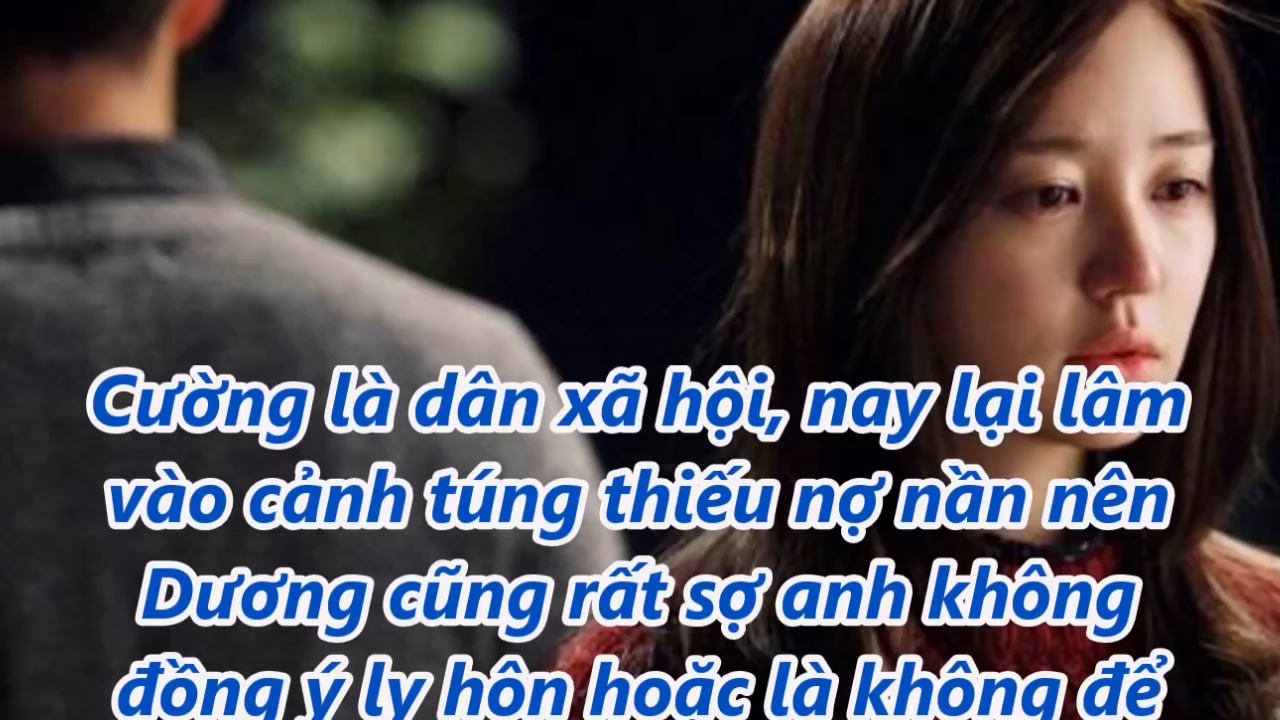 Cường là dân xã hội, nay lại lâm
vào cảnh túng thiếu nợ nần nên
Dương cũng rất sợ anh không
đồng ý ly hôn hoặc là không để